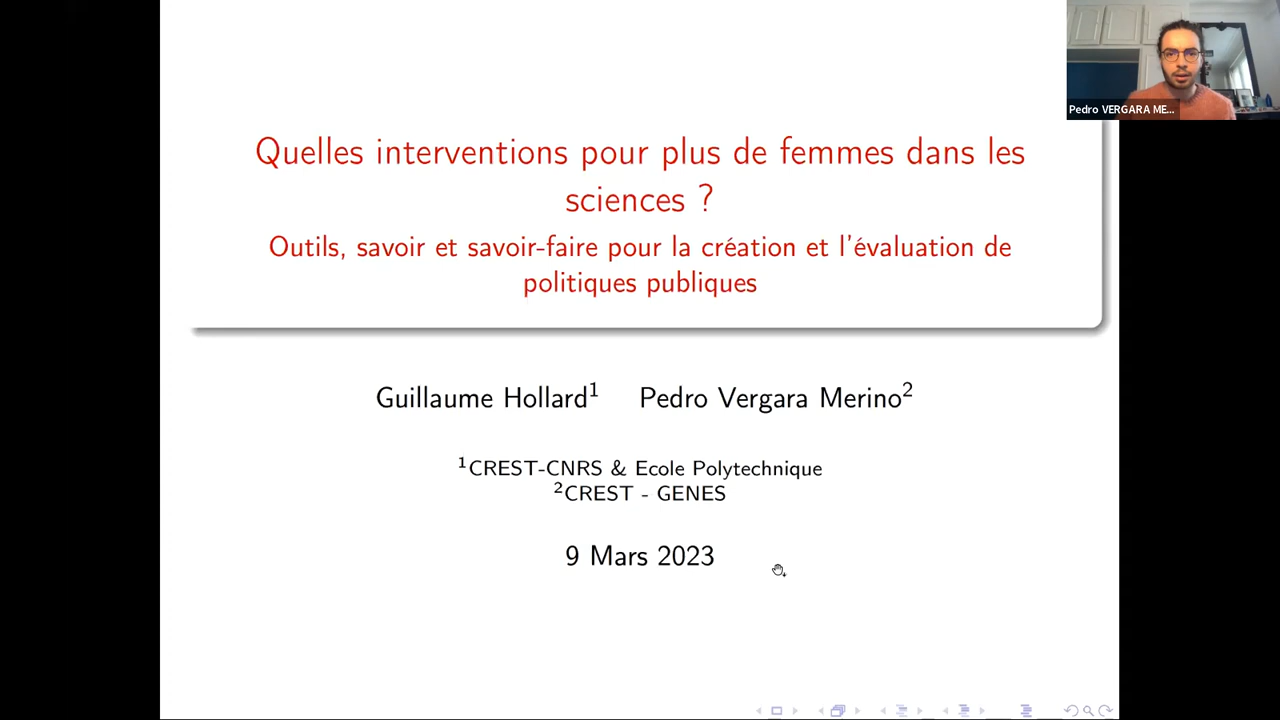 Quelles interventions pour plus de femmes dans les
sciences ?
Outils, savoir et savoir-faire pour la création et l'évaluation de
politiques publiques
Guillaume Hollard¹ Pedro Vergara Merino²
¹CREST-CNRS & Ecole Polytechnique
²CREST - GENES
9 Mars 2023
Pedro VERGARA ME...